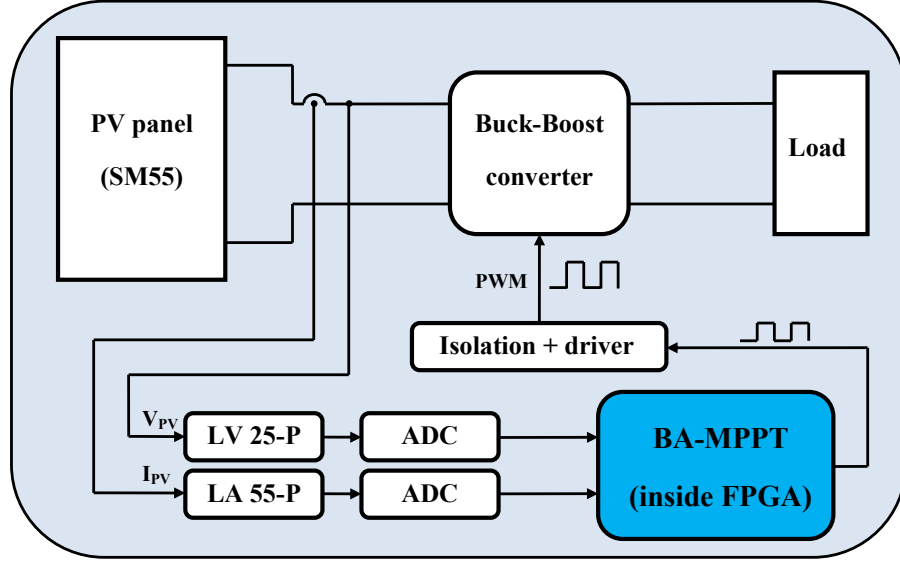 PV panel
(SM55)
Buck-Boost
converter
Load
PWM
Isolation + driver
VPV
LV 25-P
ADC
BA-MPPT
(inside FPGA)
IPV
LA 55-P
ADC